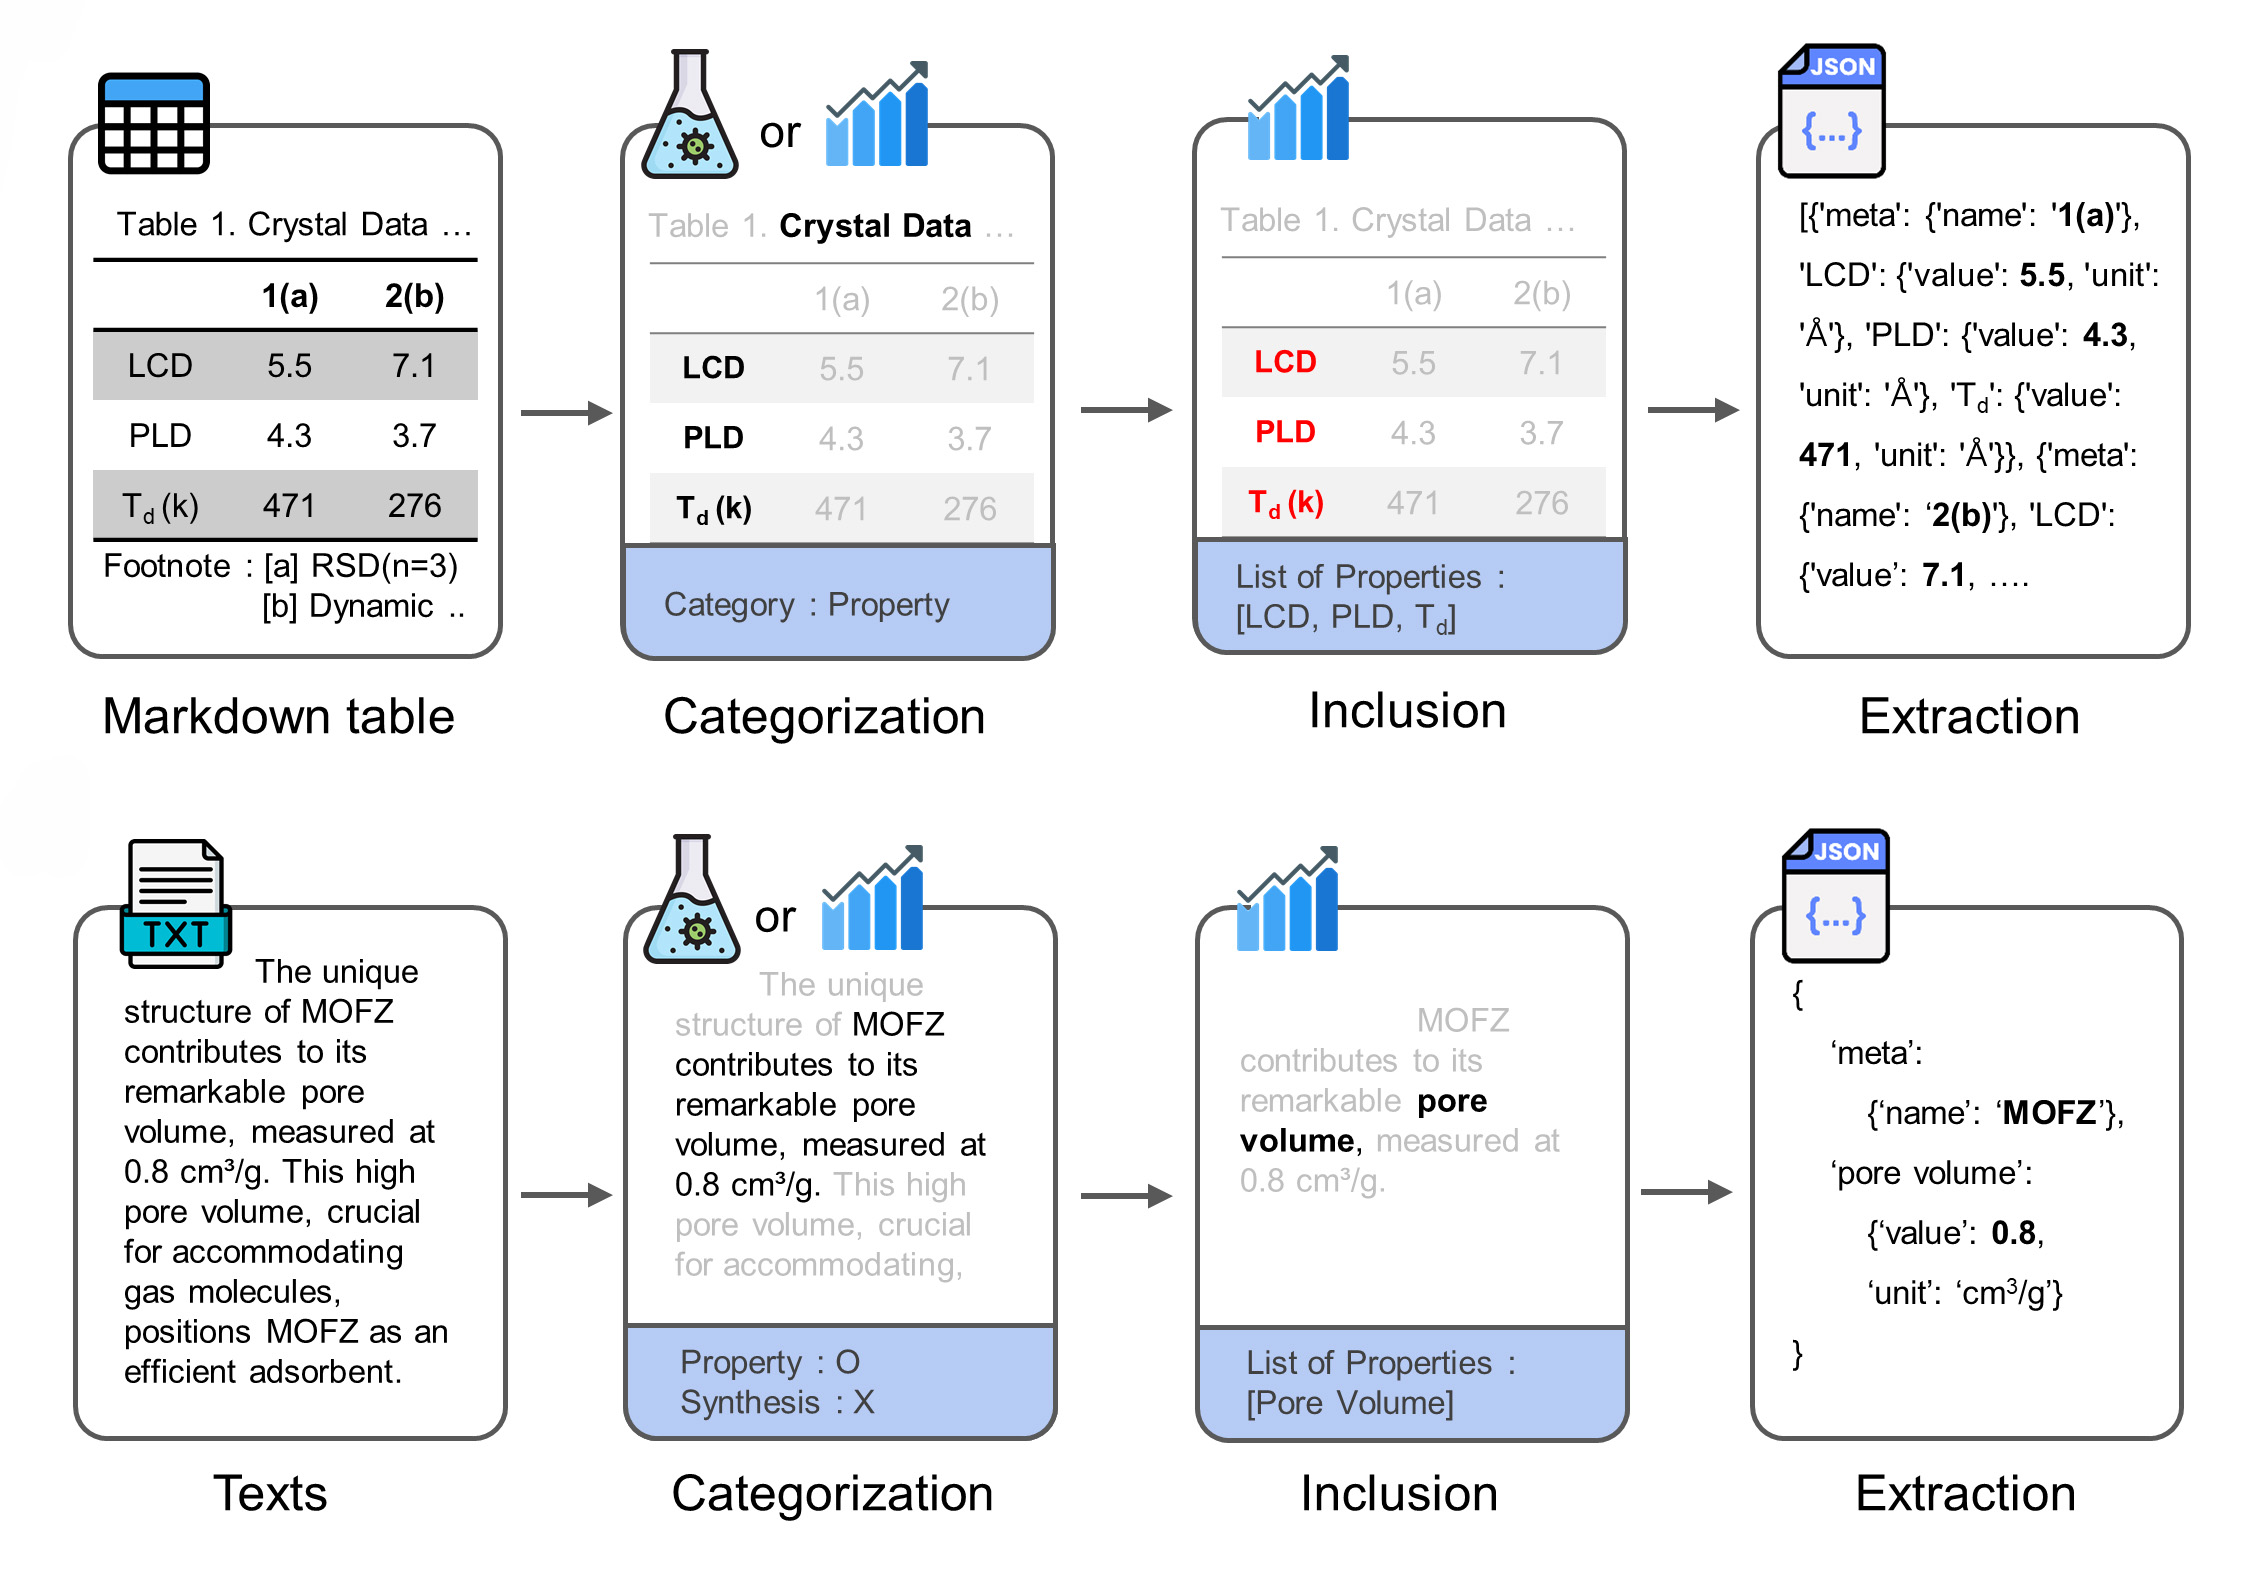 Table 1. Crystal Data …
1(a) 2(b)
LCD 5.5 7.1
PLD 4.3 3.7
Td (k) 471 276
Footnote : [a] RSD(n=3)
[b] Dynamic ..
Markdown table
or
Table 1. Crystal Data …
1(a) 2(b)
LCD 5.5 7.1
PLD 4.3 3.7
Td (k) 471 276
Category : Property
Categorization
Table 1. Crystal Data …
1(a) 2(b)
LCD 5.5 7.1
PLD 4.3 3.7
Td (k) 471 276
List of Properties :
[LCD, PLD, Td]
Inclusion
JSON
{...}
[{'meta': {'name': '1(a)'},
'LCD': {'value': 5.5, 'unit':
'Å'}, 'PLD': {'value': 4.3,
'unit': 'Å'}, 'Td': {'value':
471, 'unit': 'Å'}}, {'meta':
{'name': ‘2(b)'}, 'LCD':
{'value’: 7.1, ….
Extraction
TXT
The unique
structure of MOFZ
contributes to its
remarkable pore
volume, measured at
0.8 cm³/g. This high
pore volume, crucial
for accommodating
gas molecules,
positions MOFZ as an
efficient adsorbent.
Texts
or
The unique
structure of MOFZ
contributes to its
remarkable pore
volume, measured at
0.8 cm³/g. This high
pore volume, crucial
for accommodating,
Property : O
Synthesis : X
Categorization
MOFZ
contributes to its
remarkable pore
volume, measured at
0.8 cm³/g.
List of Properties :
[Pore Volume]
Inclusion
JSON
{...}
{
‘meta’:
{‘name’: ‘MOFZ’},
‘pore volume’:
{‘value’: 0.8,
‘unit’: ‘cm³/g’}
}
Extraction